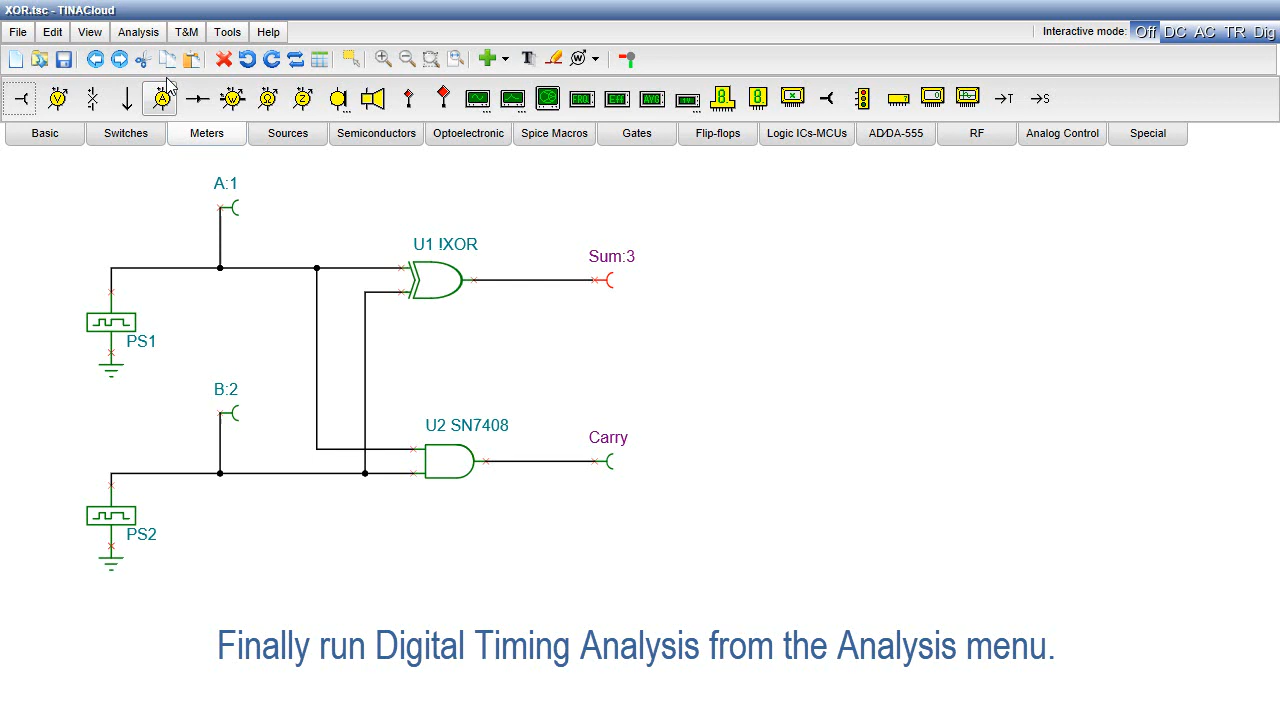 XOR.tsc - TINACloud
File Edit View Analysis T&M Tools Help Interactive mode: Off DC AC TR Dig
Basic Switches Meters Sources Semiconductors Optoelectronic Spice Macros Gates Flip-flops Logic ICs-MCUs AD/DA-555 RF Analog Control Special
A:1
U1 !XOR
Sum:3
PS1
B:2
U2 SN7408
Carry
PS2
Finally run Digital Timing Analysis from the Analysis menu.